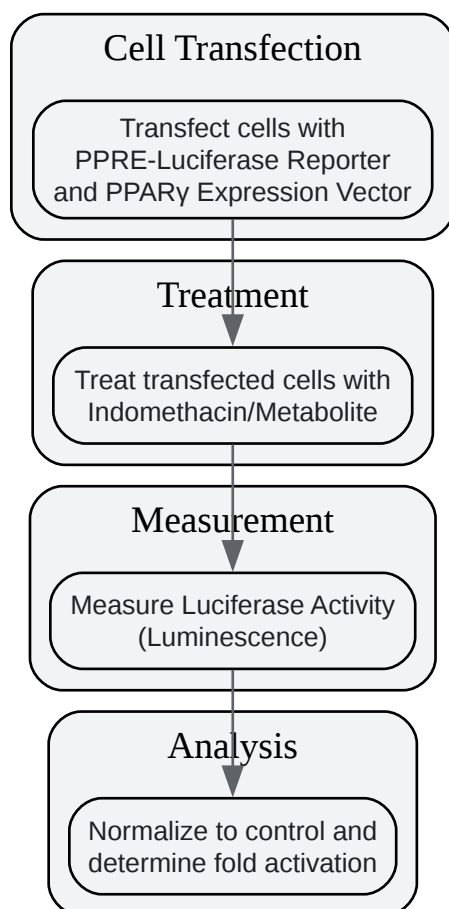 Cell Transfection
Transfect cells with
PPRE-Luciferase Reporter
and PPARγ Expression Vector
Treatment
Treat transfected cells with
Indomethacin/Metabolite
Measurement
Measure Luciferase Activity
(Luminescence)
Analysis
Normalize to control and
determine fold activation